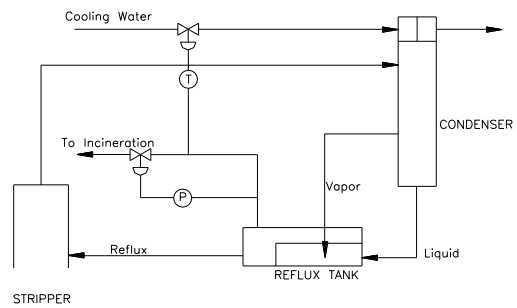 Cooling Water
T
CONDENSER
To Incineration
P
Vapor
Reflux
Liquid
REFLUX TANK
STRIPPER